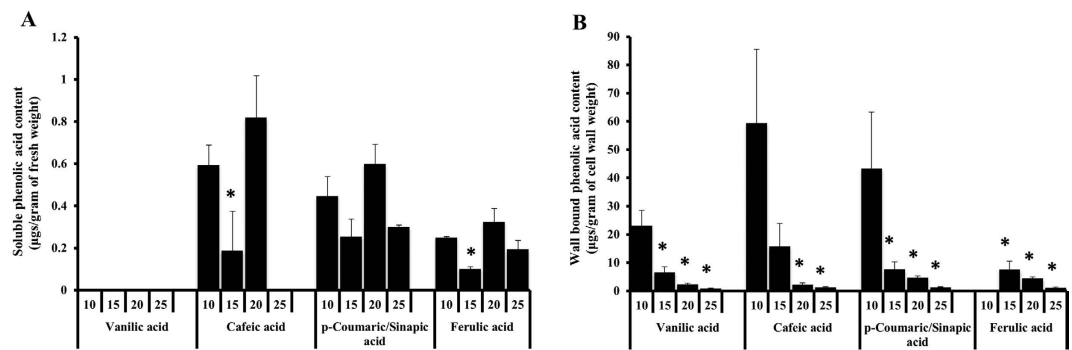 A
Soluble phenolic acid content
(µgs/gram of fresh weight)
1.2
1
0.8
0.6
0.4
0.2
0
*
*
10 15 20 25 10 15 20 25 10 15 20 25 10 15 20 25
Vanilic acid Cafeic acid p-Coumaric/Sinapic Ferulic acid
acid
B
Wall bound phenolic acid content
(µgs/gram of cell wall weight)
90
80
70
60
50
40
30
20
10
0
* * * * * * * * * * *
10 15 20 25 10 15 20 25 10 15 20 25 10 15 20 25
Vanilic acid Cafeic acid p-Coumaric/Sinapic Ferulic acid
acid